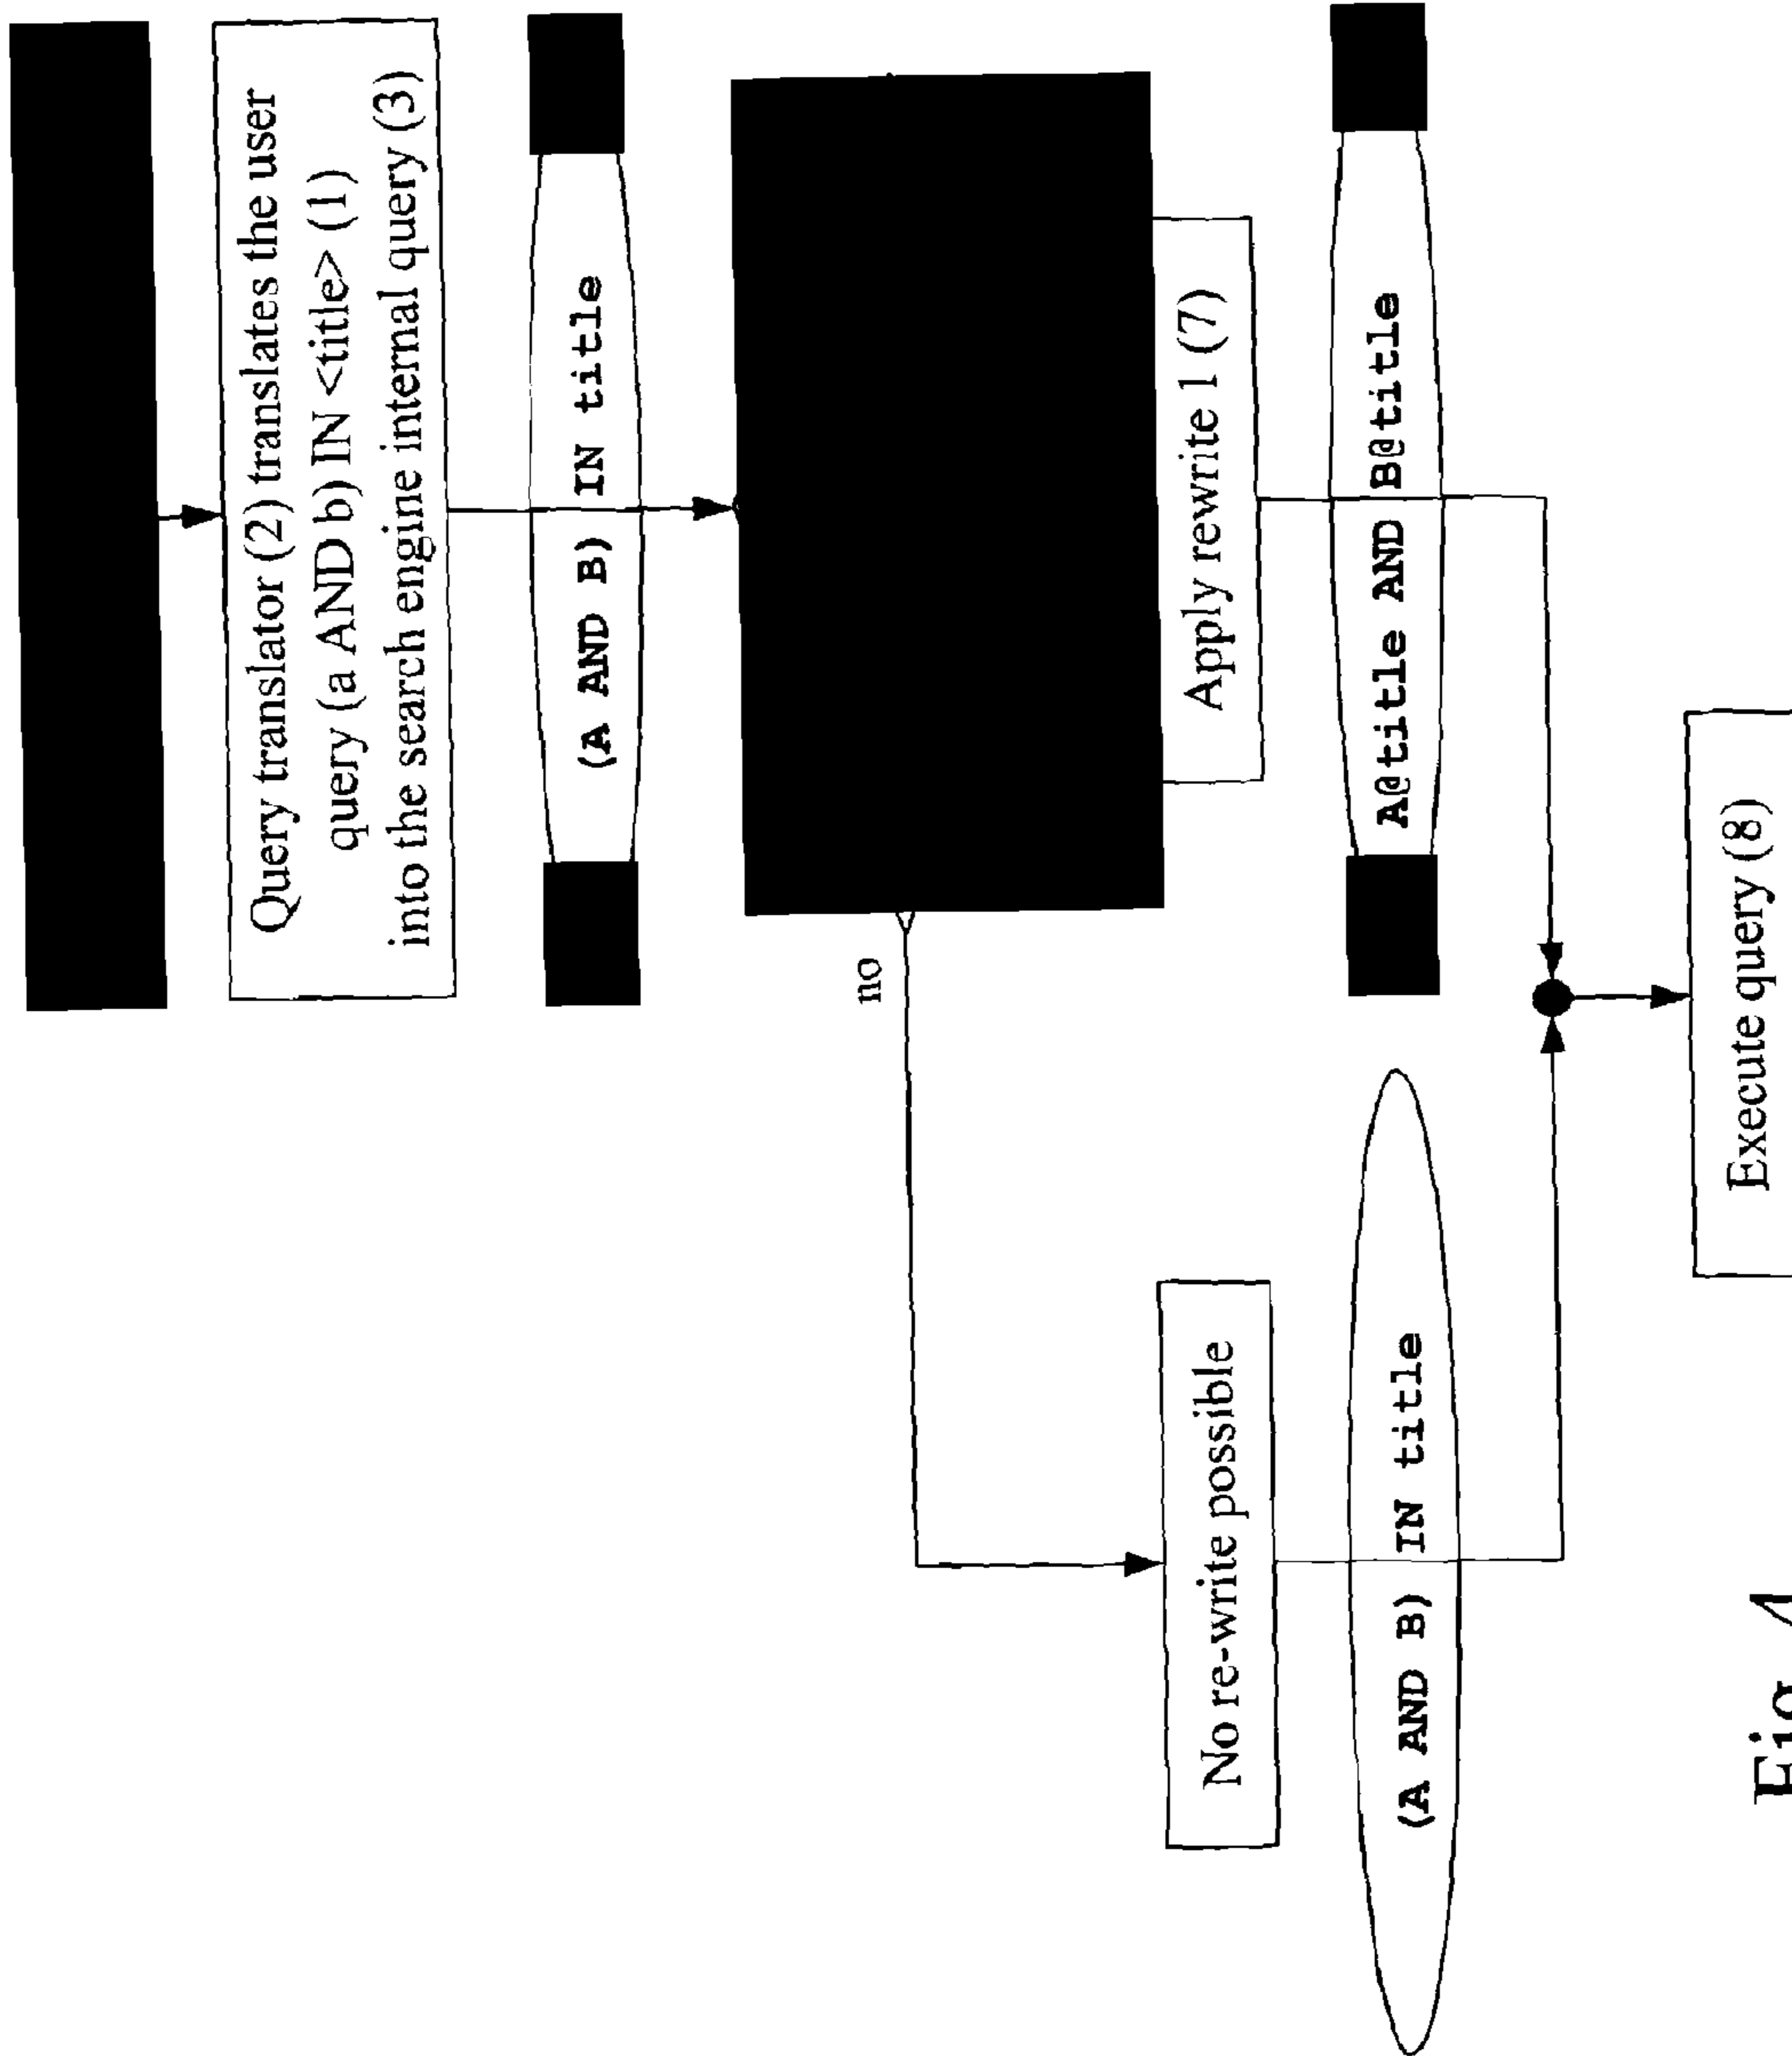 Query translator (2) translates the user
query (a AND b) IN <title> (1)
into the search engine internal query (3)
(A AND B) IN title
no
Apply rewrite 1 (7)
No re-write possible
A@title AND B@title
(A AND B) IN title
Execute query (8)
Fig. 4